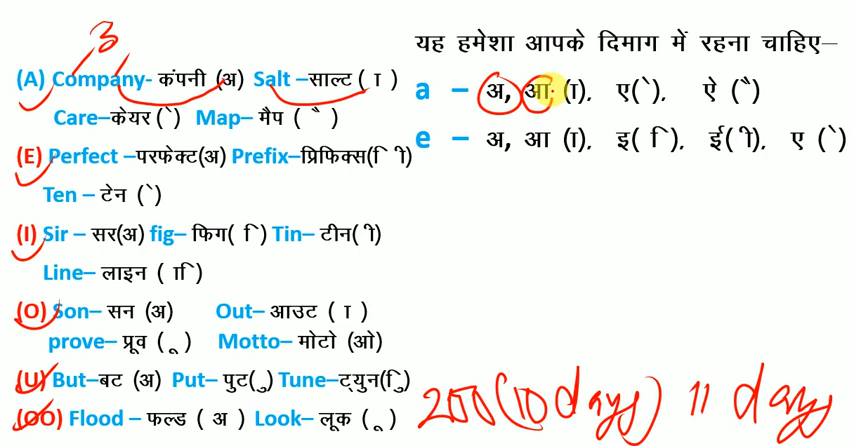 3
(A) Company- कंपनी (अ) Salt –साल्ट ( ा )
Care–केयर ( े ) Map– मैप ( ै )
(E) Perfect –परफेक्ट(अ) Prefix–प्रिफिक्स( ि ी)
Ten – टेन ( े )
(I) Sir – सर(अ) fig– फिग( ि ) Tin– टीन( ी)
Line– लाइन ( ा ि)
(O) Son– सन (अ) Out– आउट ( ा )
prove– प्रूव ( ू ) Motto– मोटो (ओ)
(U) But–बट (अ) Put– पुट( ु ) Tune–ट्युन( ि ु)
(OO) Flood – फल्ड ( अ ) Look– लूक ( ू )
यह हमेशा आपके दिमाग में रहना चाहिए–
a – अ, आ (ा). ए( े ). ऐ ( ै )
e – अ, आ (ा). इ( ि ). ई( ी). ए ( े )
200 (10 days) 11 days